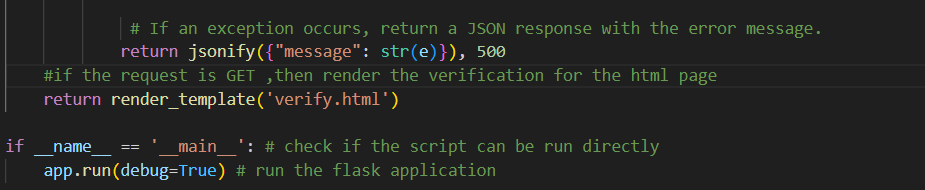 # If an exception occurs, return a JSON response with the error message.
return jsonify({"message": str(e)}), 500
#if the request is GET ,then render the verification for the html page
return render_template('verify.html')
if __name__ == '__main__': # check if the script can be run directly
app.run(debug=True) # run the flask application